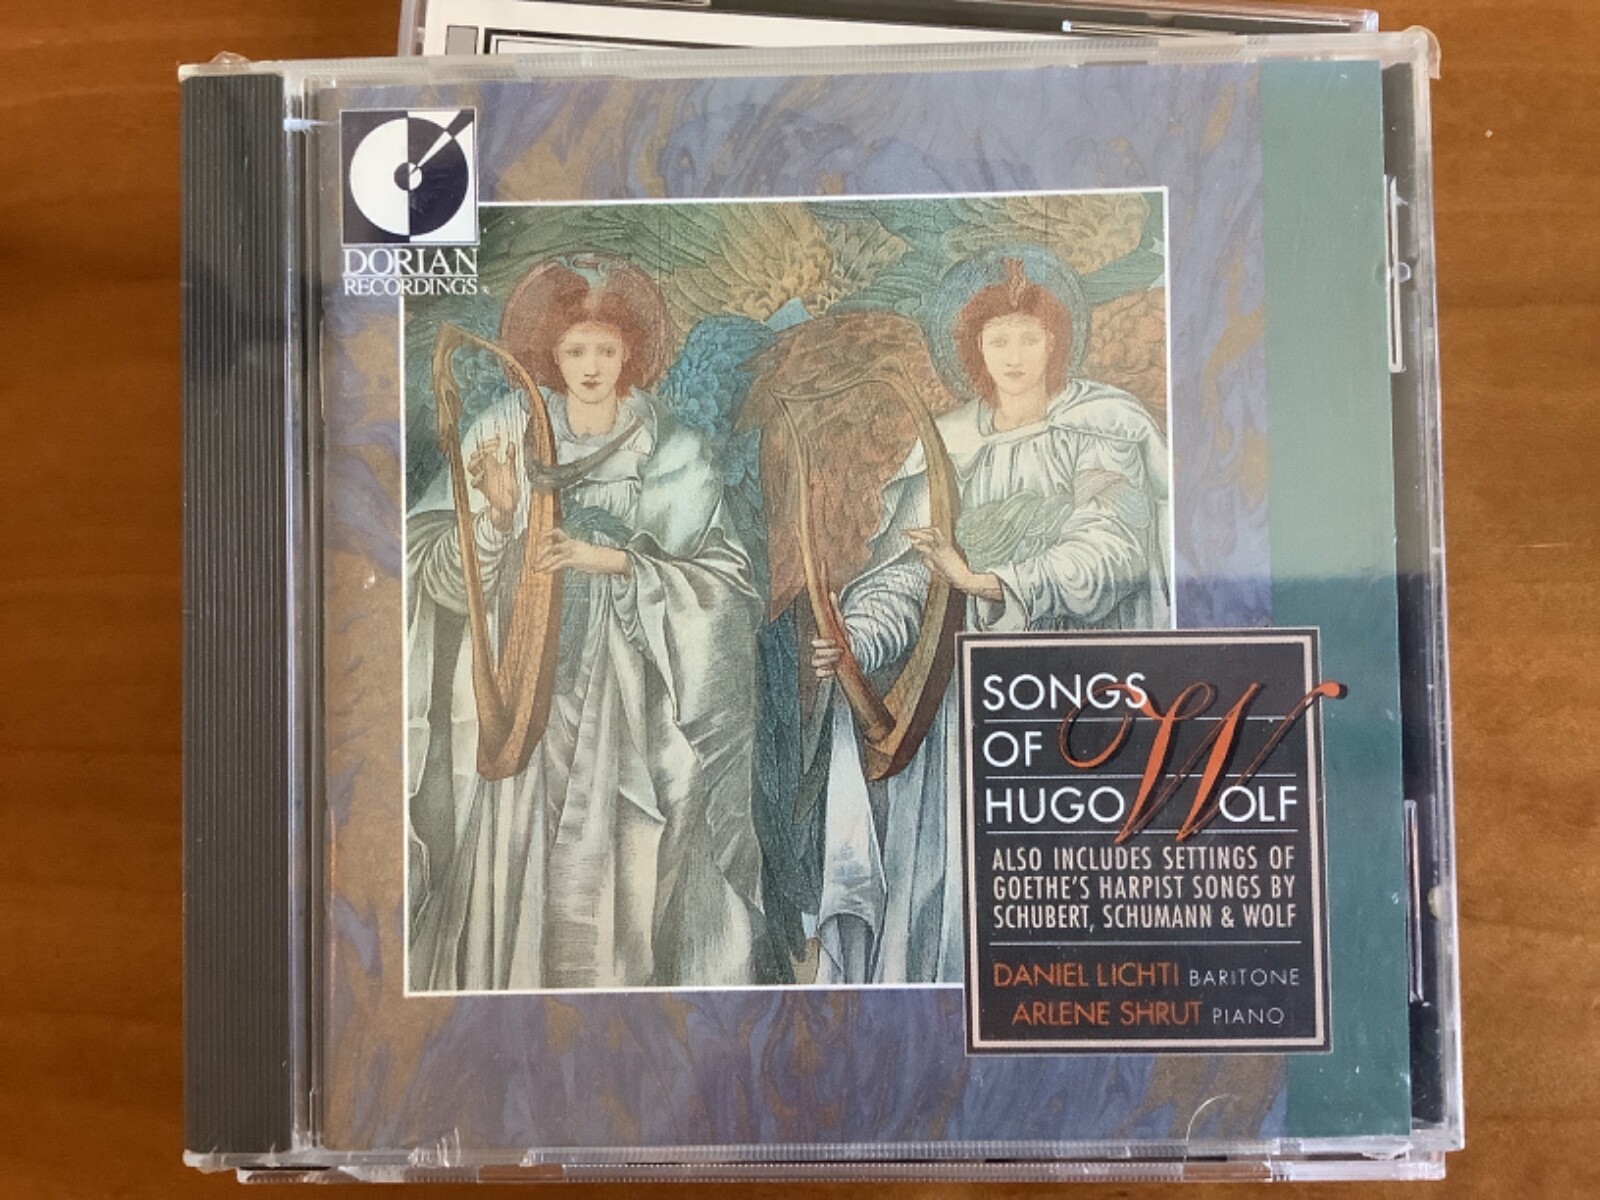 DORIAN
RECORDINGS
SONGS
OF
HUGO WOLF
ALSO INCLUDES SETTINGS OF
GOETHE'S HARPIST SONGS BY
SCHUBERT, SCHUMANN & WOLF
DANIEL LICHTI BARITONE
ARLENE SHRUT PIANO